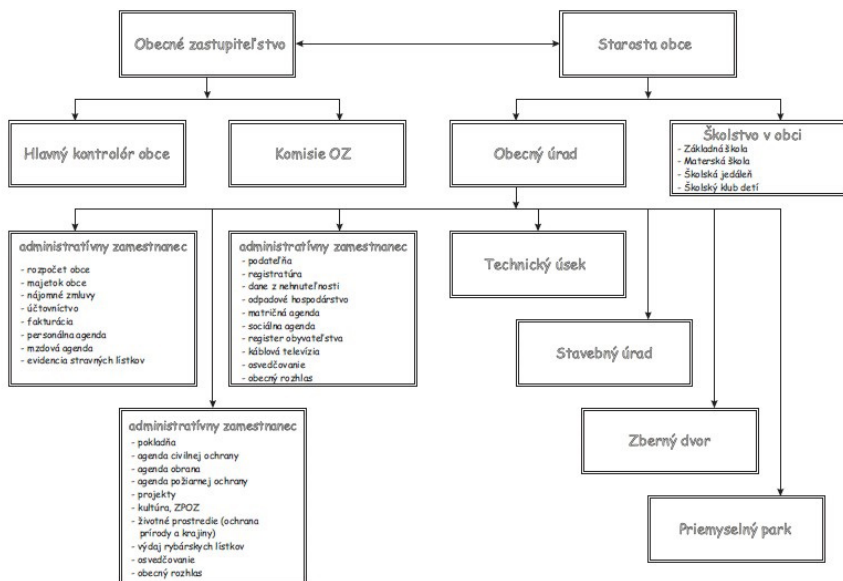 Obecné zastupiteľstvo
Starosta obce
Hlavný kontrolór obce
Komisie OZ
Obecný úrad
Školstvo v obci
- Základná škola
- Materská škola
- Školská jedáleň
- Školský klub detí
administratívny zamestnanec
- rozpočet obce
- majetok obce
- nájomné zmluvy
- účtovníctvo
- fakturácia
- personálna agenda
- mzdová agenda
- evidencia stravných lístkov
administratívny zamestnanec
- podateľňa
- registratúra
- dane z nehnuteľnosti
- odpadové hospodárstvo
- matričná agenda
- sociálna agenda
- register obyvateľstva
- káblová televízia
- osvedčovanie
- obecný rozhlas
Technický úsek
Stavebný úrad
administratívny zamestnanec
- pokladňa
- agenda civilnej ochrany
- agenda obrana
- agenda požiarnej ochrany
- projekty
- kultúra, ZPOZ
- životné prostredie (ochrana
prírody a krajiny)
- výdaj rybárskych lístkov
- osvedčovanie
- obecný rozhlas
Zberný dvor
Priemyselný park